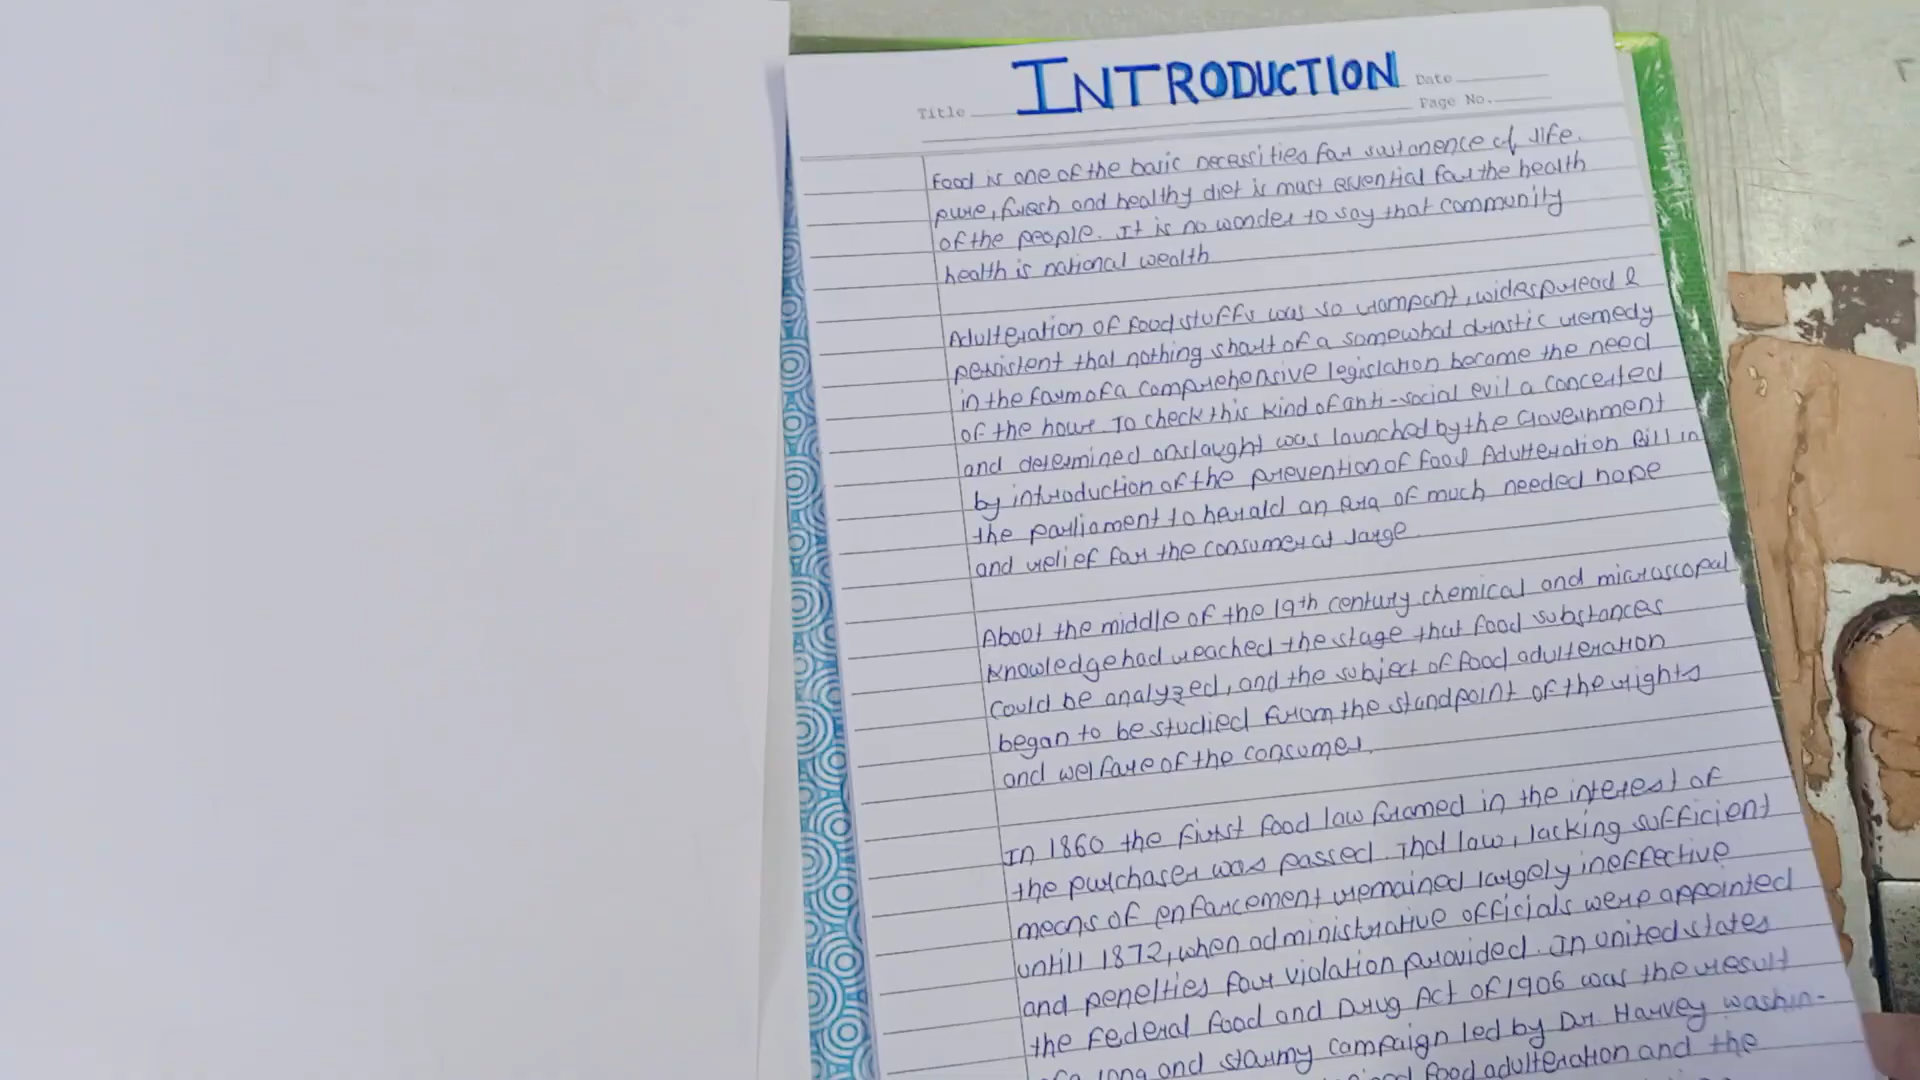 INTRODUCTION
Title
Date
Page No.
Food is one of the basic necessities for sustanence of life.
pure, fresh and healthy diet is must essential for the health
of the people. It is no wonder to say that community
health is national wealth
Adulteration of food stuffs was so rampant, widespread &
persistent that nothing short of a somewhat drastic remedy
in the form of a comprehensive legislation became the need
of the hour. To check this kind of anti-social evil a concerted
and determined onslaught was launched by the Government
by introduction of the prevention of Food Adulteration Bill in
the parliament to herald an era of much needed hope
and relief for the consumer at large
About the middle of the 19th century chemical and microscopal
knowledge had reached the stage that food substances
could be analyzed, and the subject of food adulteration
began to be studied from the standpoint of the rights
and welfare of the consumer.
In 1860 the first food law framed in the interest of
the purchaser was passed. That law, lacking sufficient
means of enforcement remained largely ineffective
untill 1872, when administrative officials were appointed
and penelties for violation provided. In united states
the Federal food and Drug Act of 1906 was the result
long and stormy campaign led by Dr. Harvey washin-
food adulteration and the